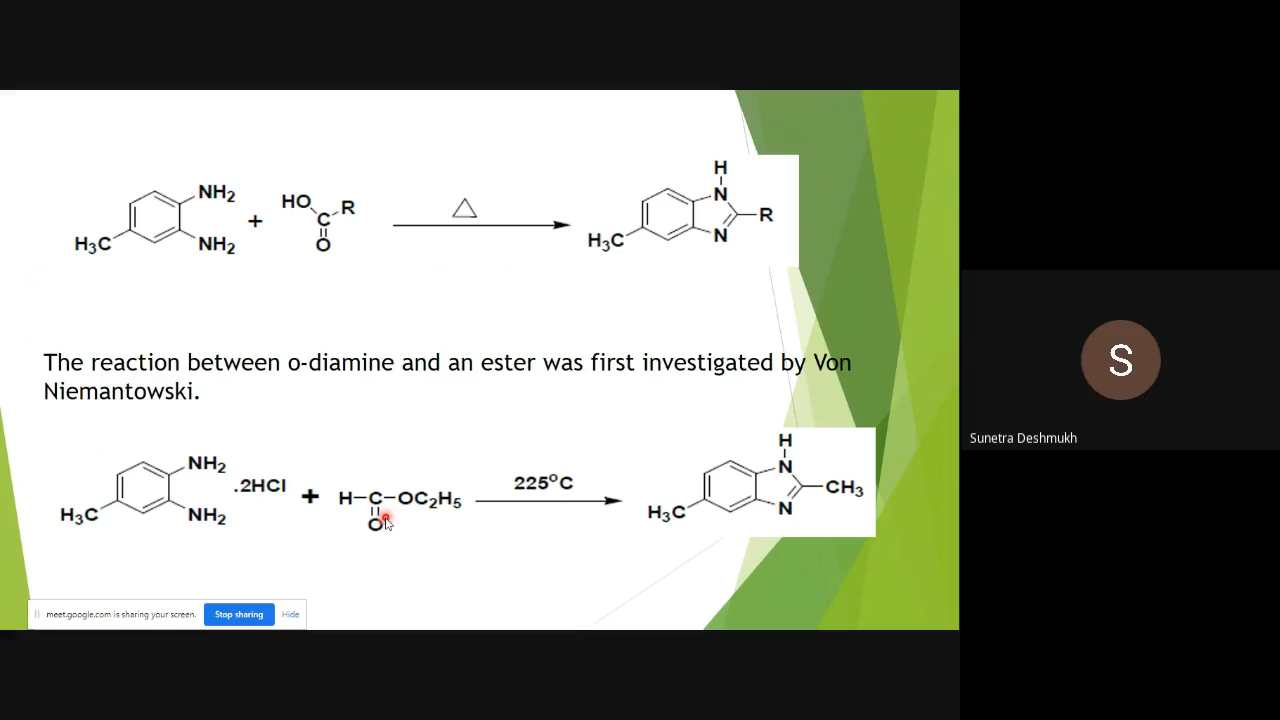 NH2
HO
R
C
O
+
NH2
H3C
△
H
N
R
N
H3C
The reaction between o-diamine and an ester was first investigated by Von
Niemantowski.
NH2
.2HCl
NH2
H3C
+
H-C-OC2H5
O
225°C
H
N
CH3
N
H3C
S
Sunetra Deshmukh
meet.google.com is sharing your screen. Stop sharing Hide